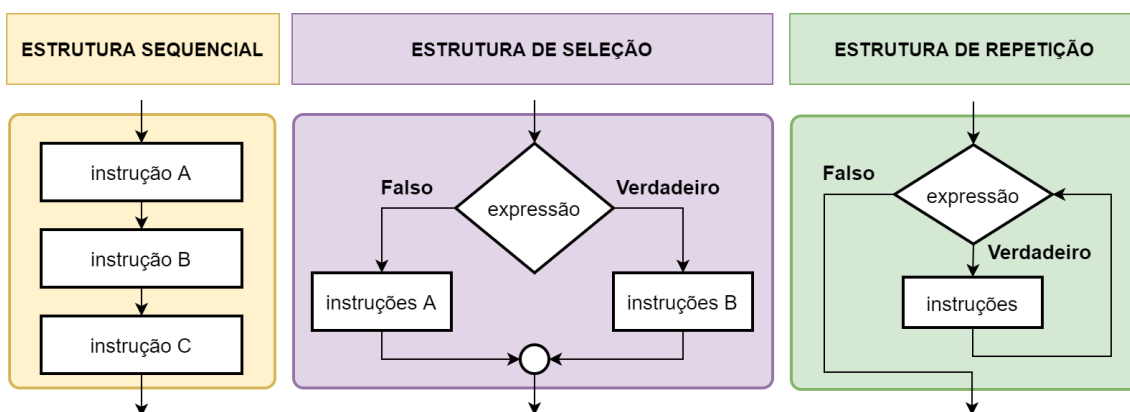 ESTRUTURA SEQUENCIAL
instrução A
instrução B
instrução C
ESTRUTURA DE SELEÇÃO
Falso
Verdadeiro
expressão
instruções A
instruções B
ESTRUTURA DE REPETIÇÃO
Falso
expressão
Verdadeiro
instruções